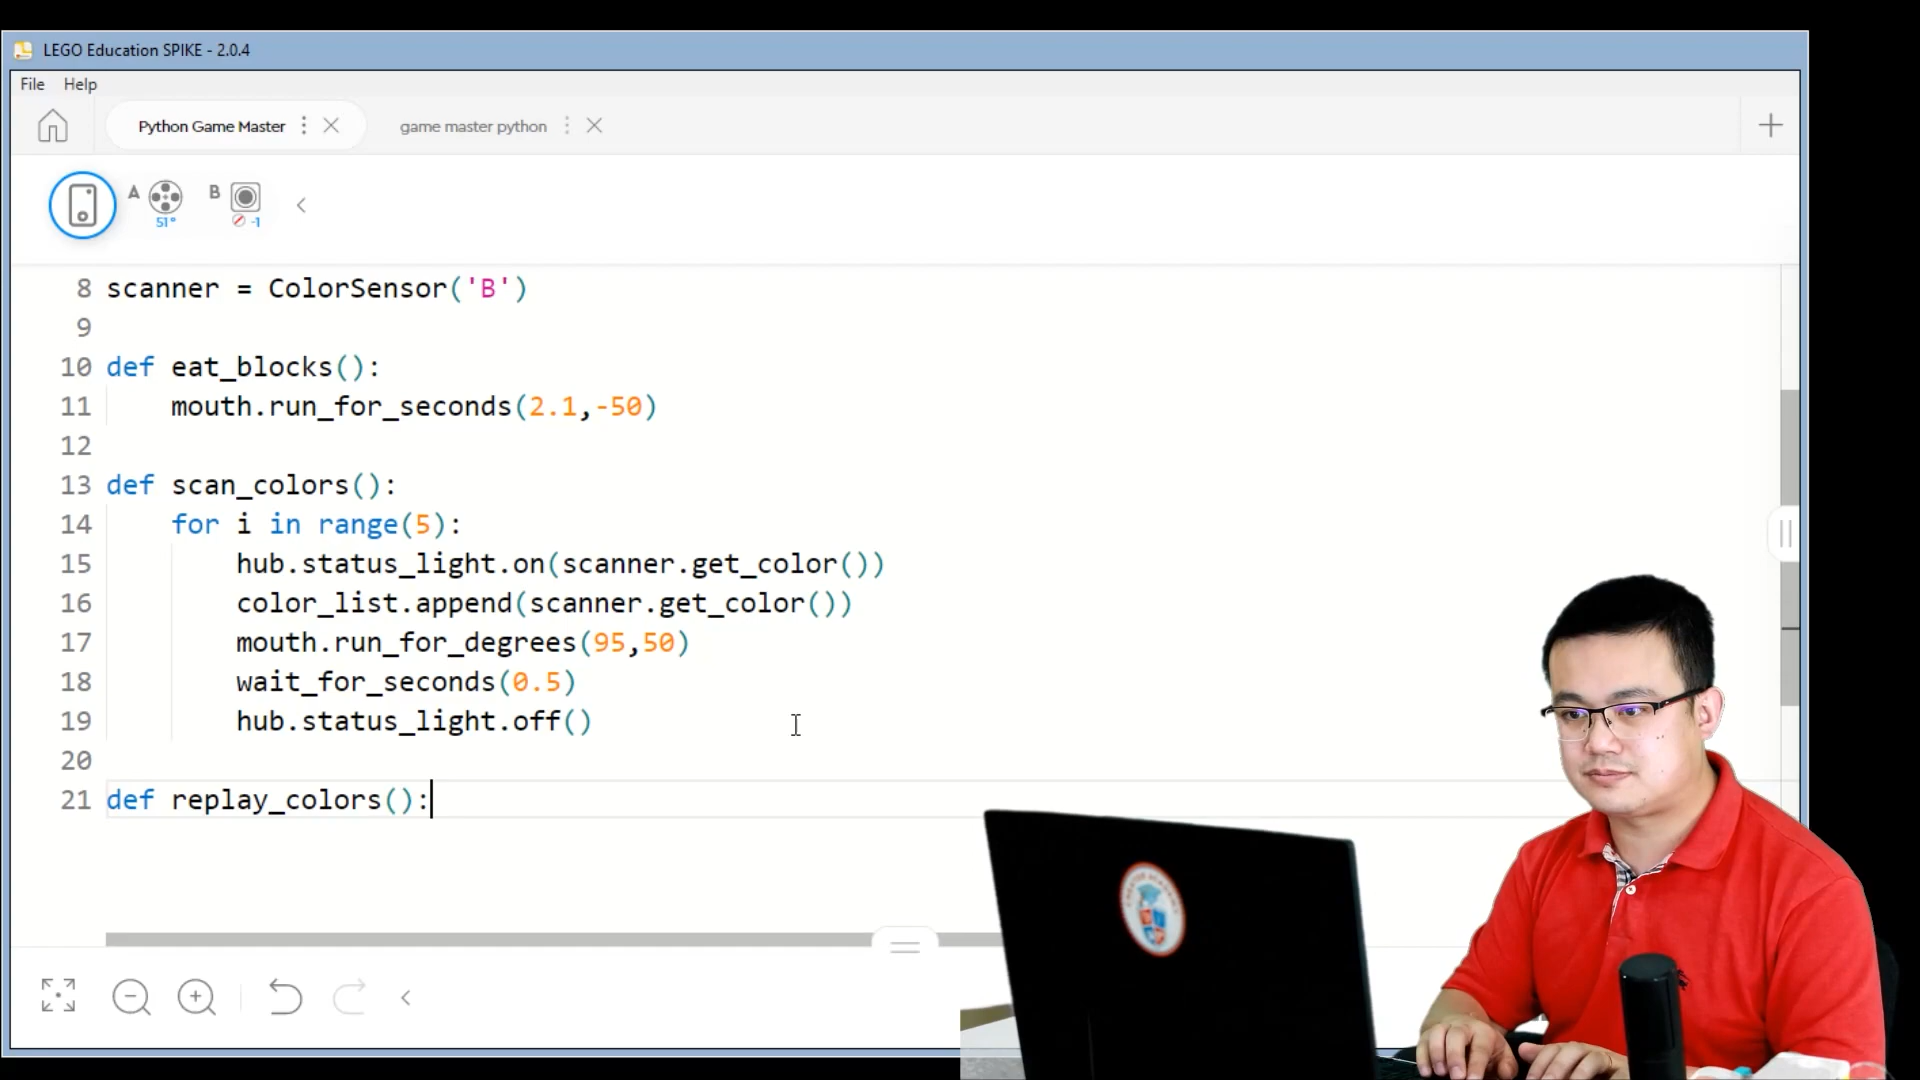 LEGO Education SPIKE - 2.0.4
File Help
Python Game Master
game master python
A
B
51°
-1
8 scanner = ColorSensor('B')
9
10 def eat_blocks():
11 mouth.run_for_seconds(2.1,-50)
12
13 def scan_colors():
14 for i in range(5):
15 hub.status_light.on(scanner.get_color())
16 color_list.append(scanner.get_color())
17 mouth.run_for_degrees(95,50)
18 wait_for_seconds(0.5)
19 hub.status_light.off()
20
21 def replay_colors():